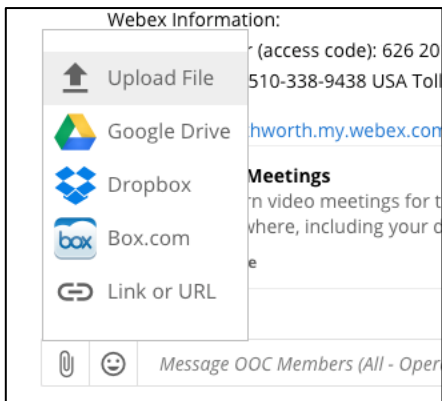 Webex Information:
(access code): 626 20
Upload File
510-338-9438 USA Toll
Google Drive
hworth.my.webex.com
Dropbox
Meetings
rn video meetings for t
where, including your d
box
Box.com
e
Link or URL
Message OOC Members (All - Oper